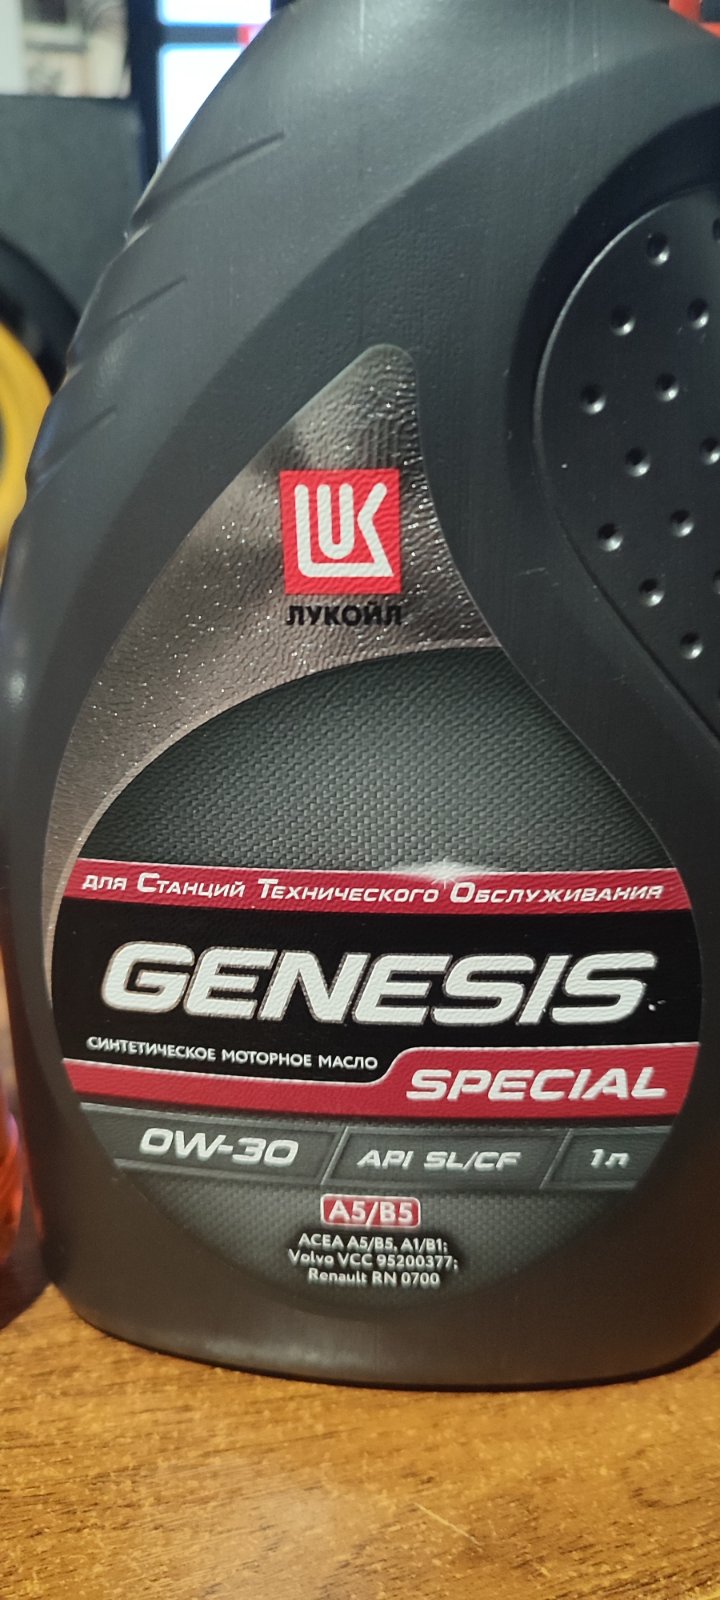 LUK
ЛУКОЙЛ
для Станций Технического Обслуживания
GENESIS
СИНТЕТИЧЕСКОЕ МОТОРНОЕ МАСЛО
SPECIAL
0W-30 API SL/CF 1л
A5/B5
ACEA A5/B5, A1/B1;
Volvo VCC 95200377;
Renault RN 0700